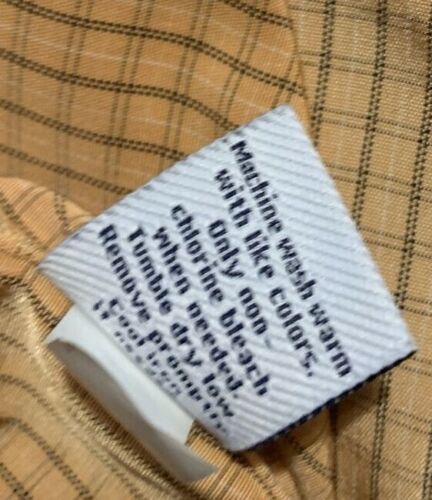 Machine wash warm
with like colors.
Only non-
chlorine bleach
when needed
Tumble dry low
Remove promptly